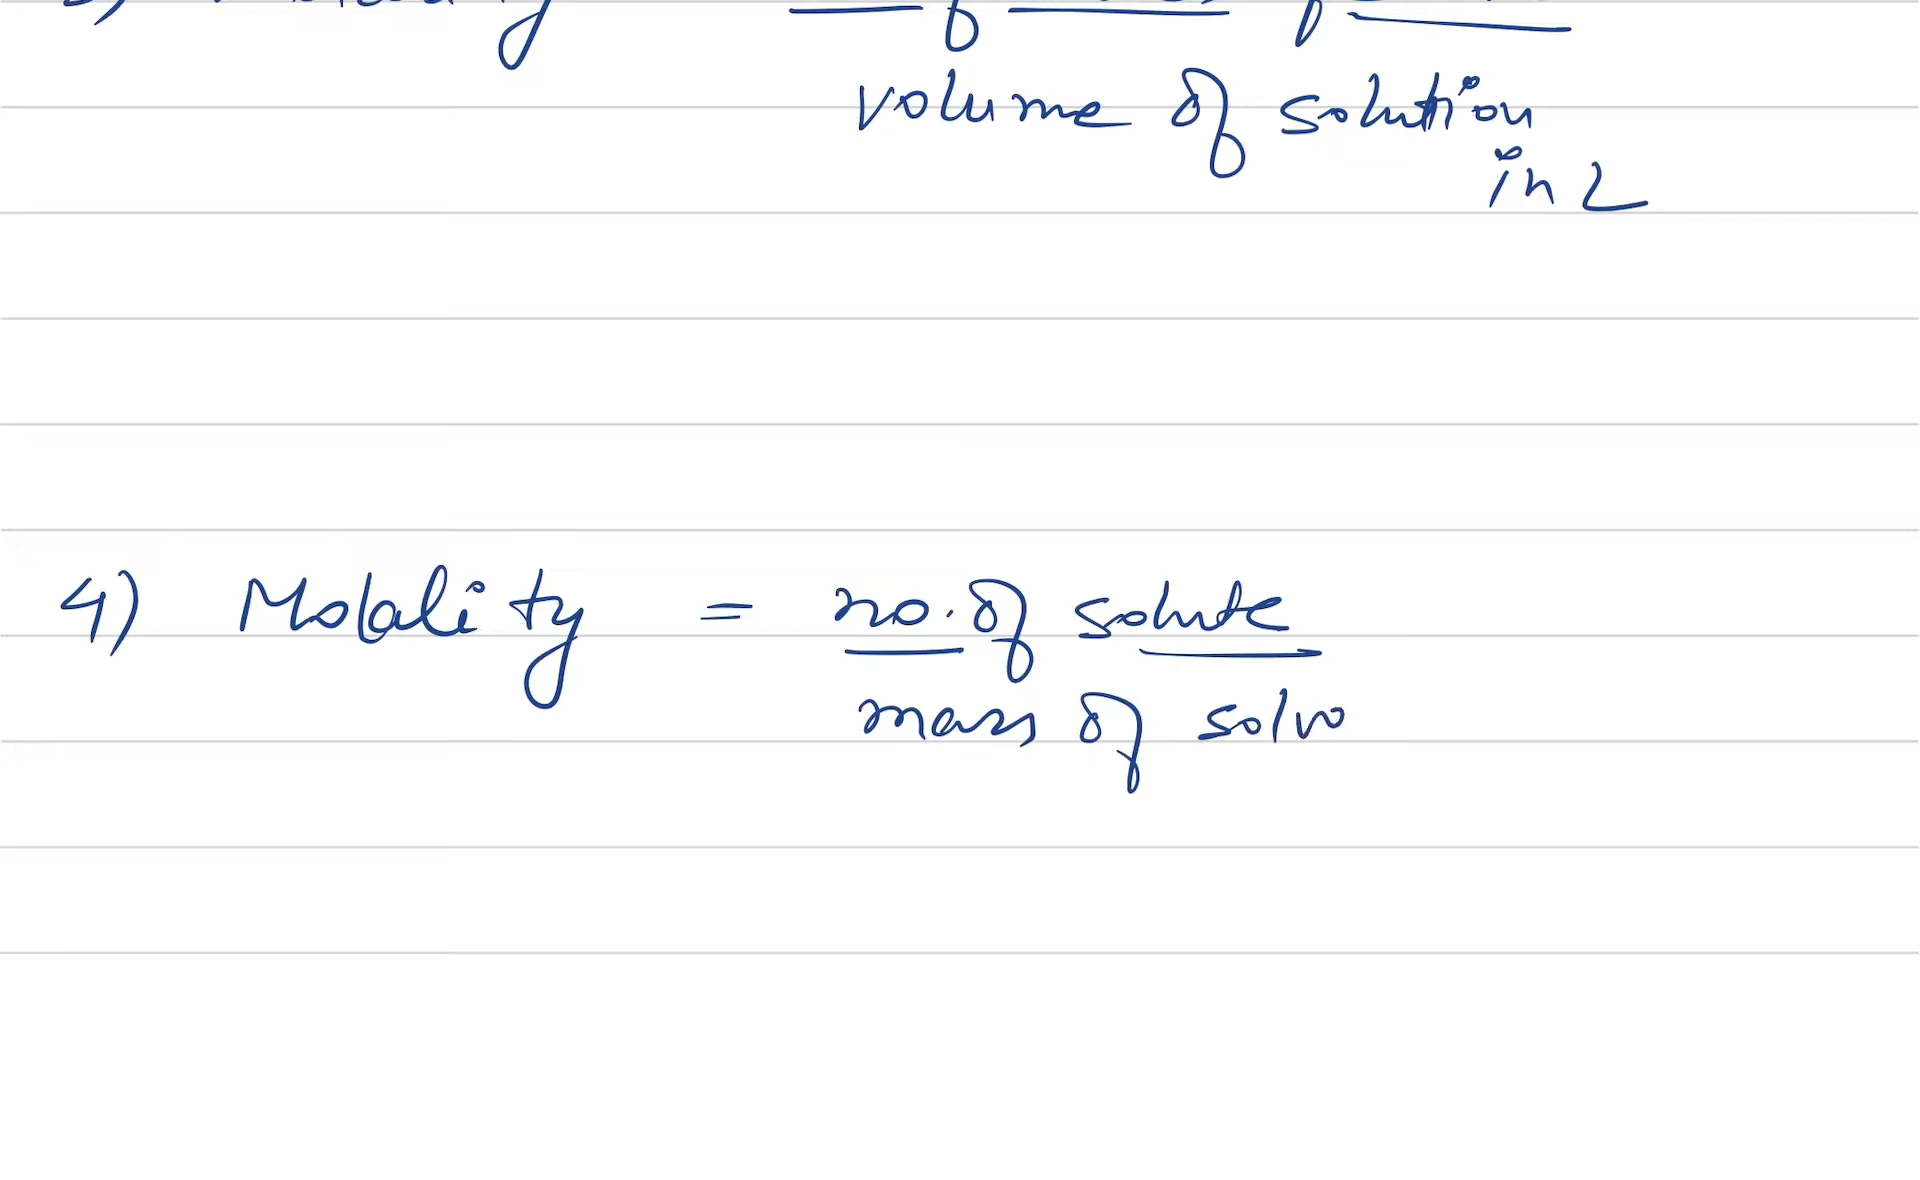 volume of solution
in L
4) Molality = no. of solute
mass of solv